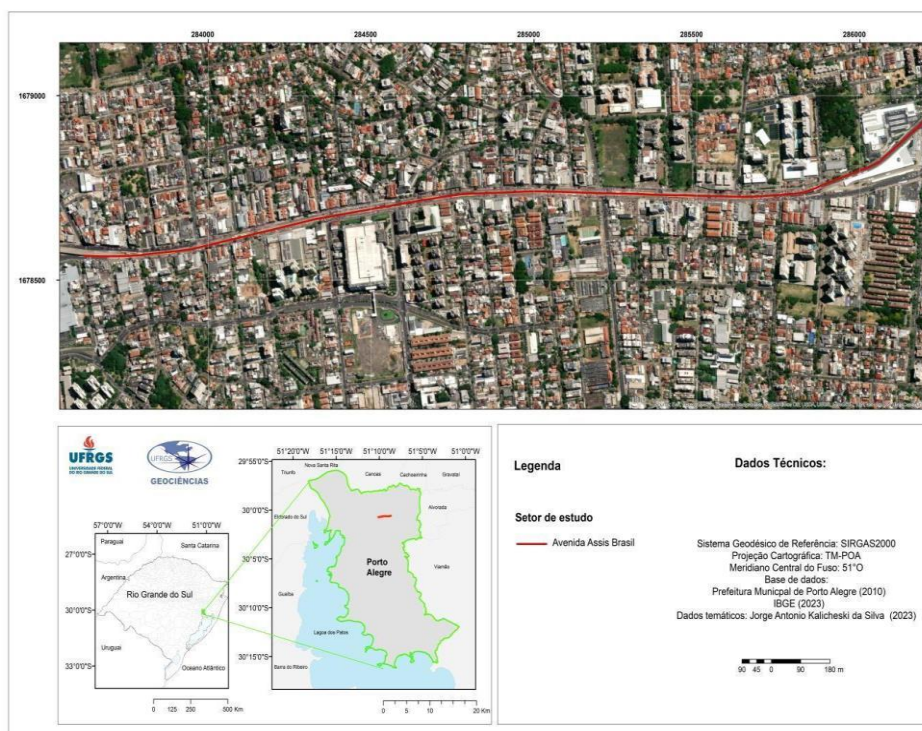 284000 284500 285000 285500 286000
1679000
1678500
UFRGS
UNIVERSIDADE FEDERAL
DO RIO GRANDE DO SUL
UFRGS
GEOCIÊNCIAS
57°0'0"W 54°0'0"W 51°0'0"W
27°0'0"S
30°0'0"S
33°0'0"S
Paraguai
Santa Catarina
Argentina
Rio Grande do Sul
Uruguai
Oceano Atlântico
0 125 250 500 Km
51°20'0"W 51°15'0"W 51°10'0"W 51°5'0"W 51°0'0"W
29°55'0"S
30°0'0"S
30°5'0"S
30°10'0"S
30°15'0"S
Nova Santa Rita
Triunfo
Canoas
Cachoeirinha
Gravataí
Eldorado do Sul
Alvorada
Porto
Alegre
Viamão
Guaíba
Lagoa dos Patos
Barra do Ribeiro
0 5 10 20 Km
Legenda
Setor de estudo
Avenida Assis Brasil
Dados Técnicos:
Sistema Geodésico de Referência: SIRGAS2000
Projeção Cartográfica: TM-POA
Meridiano Central do Fuso: 51°O
Base de dados:
Prefeitura Municpal de Porto Alegre (2010)
IBGE (2023)
Dados temáticos: Jorge Antonio Kalicheski da Silva (2023)
90 45 0 90 180 m